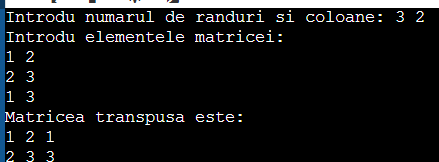 Introdu numarul de randuri si coloane: 3 2
Introdu elementele matricei:
1 2
2 3
1 3
Matricea transpusa este:
1 2 1
2 3 3